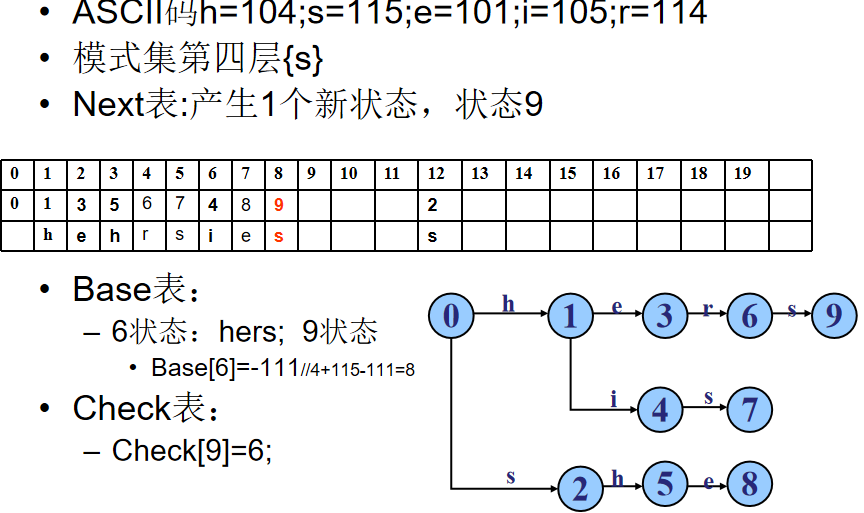 • ASCII码h=104;s=115;e=101;i=105;r=114
• 模式集第四层{s}
• Next表:产生1个新状态，状态9
0 1 2 3 4 5 6 7 8 9 10 11 12 13 14 15 16 17 18 19
0 1 3 5 6 7 4 8 9 2
h e h r s i e s s
• Base表：
– 6状态：hers；9状态
• Base[6]=-111//4+115-111=8
• Check表：
– Check[9]=6;
0 h 1 e 3 r 6 s 9
i 4 s 7
s 2 h 5 e 8